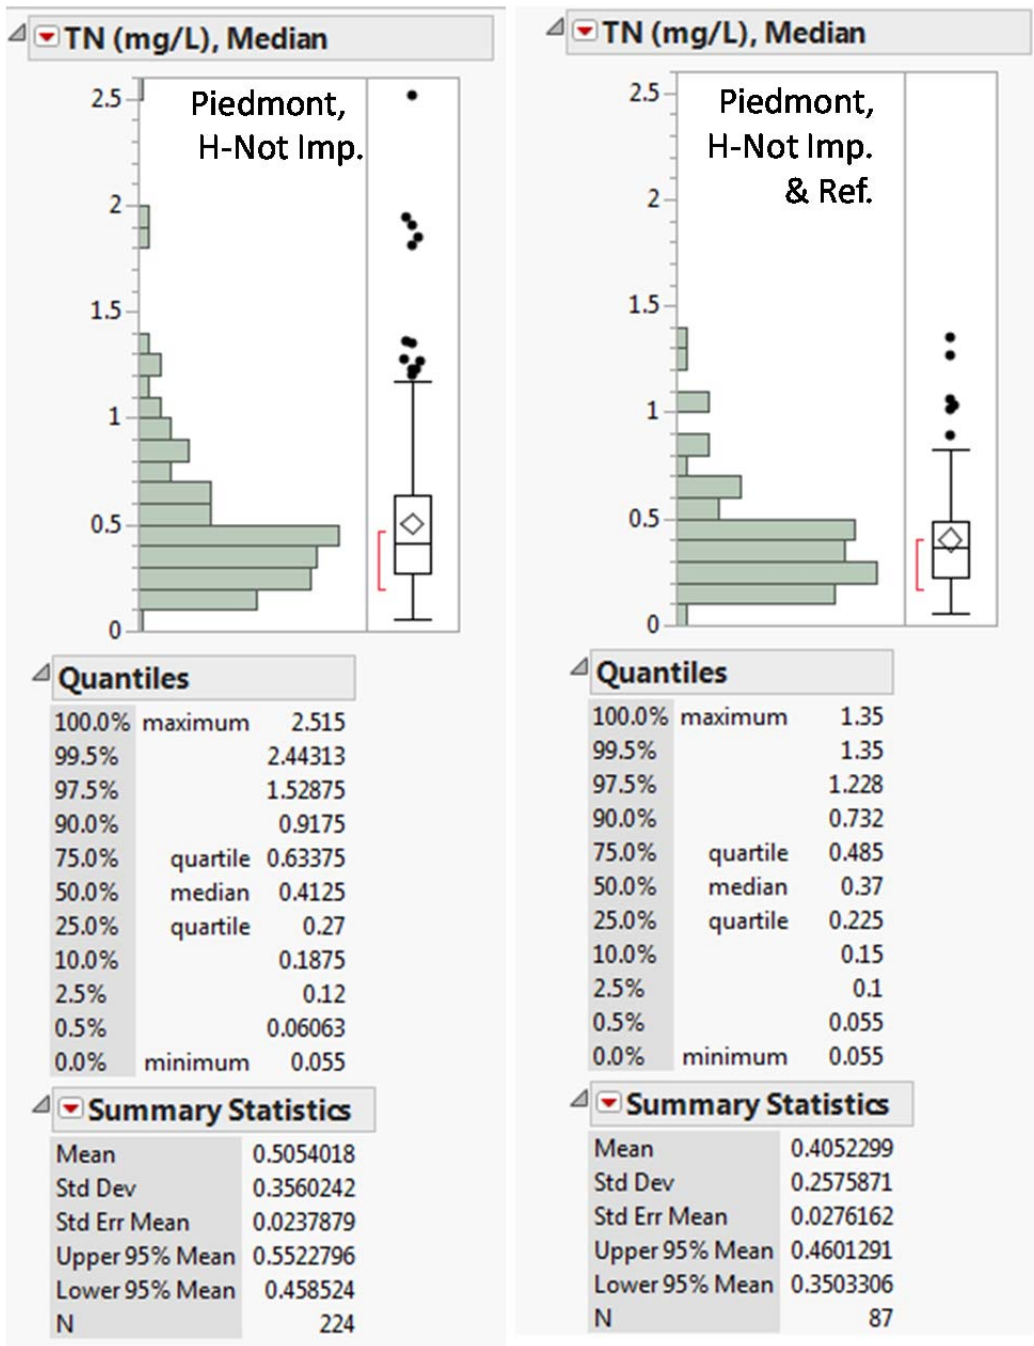 TN (mg/L), Median
2.5
2
1.5
1
0.5
0
Piedmont,
H-Not Imp.
Quantiles
100.0% maximum 2.515
99.5% 2.44313
97.5% 1.52875
90.0% 0.9175
75.0% quartile 0.63375
50.0% median 0.4125
25.0% quartile 0.27
10.0% 0.1875
2.5% 0.12
0.5% 0.06063
0.0% minimum 0.055
Summary Statistics
Mean 0.5054018
Std Dev 0.3560242
Std Err Mean 0.0237879
Upper 95% Mean 0.5522796
Lower 95% Mean 0.458524
N 224
TN (mg/L), Median
2.5
2
1.5
1
0.5
0
Piedmont,
H-Not Imp.
& Ref.
Quantiles
100.0% maximum 1.35
99.5% 1.35
97.5% 1.228
90.0% 0.732
75.0% quartile 0.485
50.0% median 0.37
25.0% quartile 0.225
10.0% 0.15
2.5% 0.1
0.5% 0.055
0.0% minimum 0.055
Summary Statistics
Mean 0.4052299
Std Dev 0.2575871
Std Err Mean 0.0276162
Upper 95% Mean 0.4601291
Lower 95% Mean 0.3503306
N 87